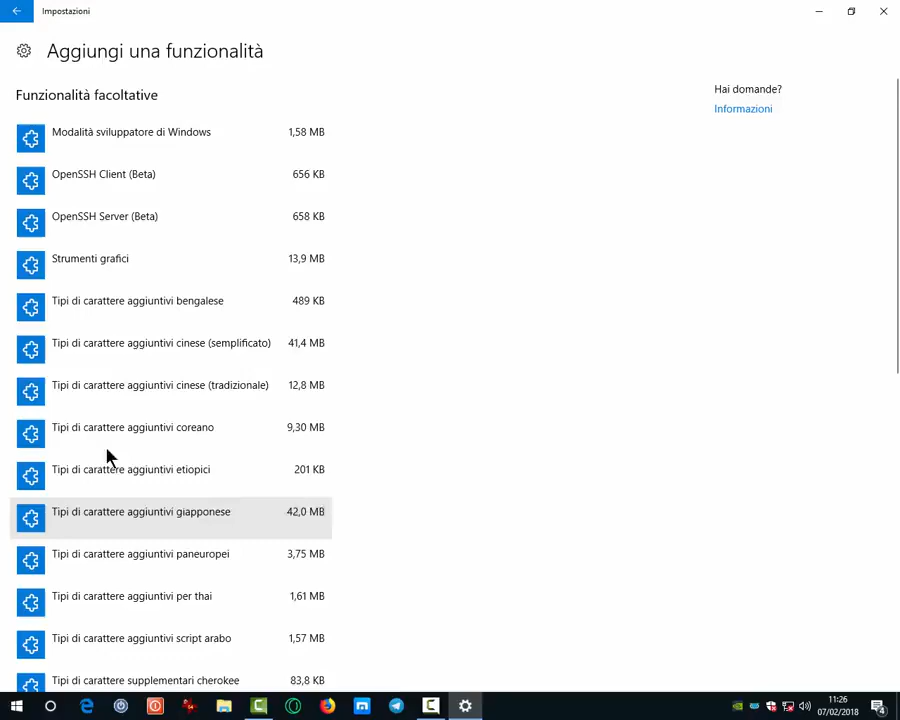 Impostazioni
Aggiungi una funzionalità
Funzionalità facoltative
Hai domande?
Informazioni
Modalità sviluppatore di Windows 1,58 MB
OpenSSH Client (Beta) 656 KB
OpenSSH Server (Beta) 658 KB
Strumenti grafici 13,9 MB
Tipi di carattere aggiuntivi bengalese 489 KB
Tipi di carattere aggiuntivi cinese (semplificato) 41,4 MB
Tipi di carattere aggiuntivi cinese (tradizionale) 12,8 MB
Tipi di carattere aggiuntivi coreano 9,30 MB
Tipi di carattere aggiuntivi etiopici 201 KB
Tipi di carattere aggiuntivi giapponese 42,0 MB
Tipi di carattere aggiuntivi paneuropei 3,75 MB
Tipi di carattere aggiuntivi per thai 1,61 MB
Tipi di carattere aggiuntivi script arabo 1,57 MB
Tipi di carattere supplementari cherokee 83,8 KB
11:26
07/02/2018
4